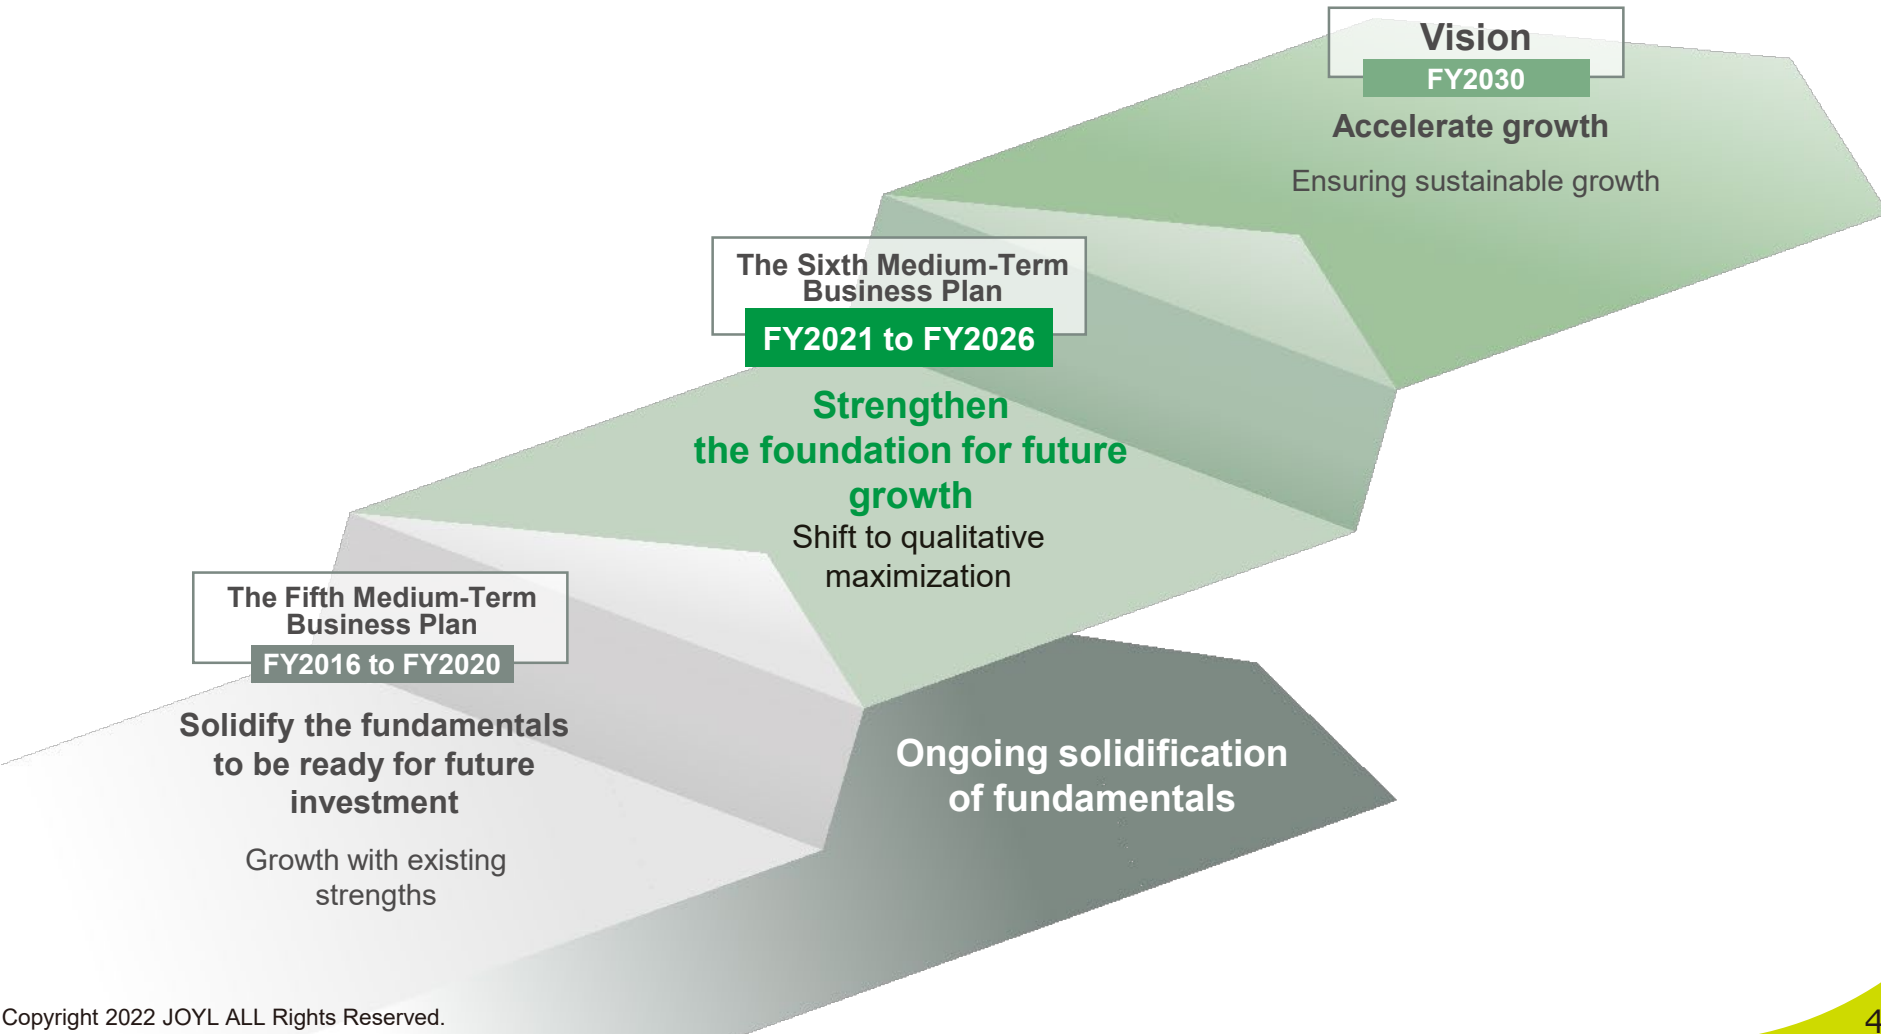 Vision
FY2030
Accelerate growth
Ensuring sustainable growth
The Sixth Medium-Term
Business Plan
FY2021 to FY2026
Strengthen
the foundation for future
growth
Shift to qualitative
maximization
The Fifth Medium-Term
Business Plan
FY2016 to FY2020
Solidify the fundamentals
to be ready for future
investment
Growth with existing
strengths
Ongoing solidification
of fundamentals
Copyright 2022 JOYL ALL Rights Reserved.
4